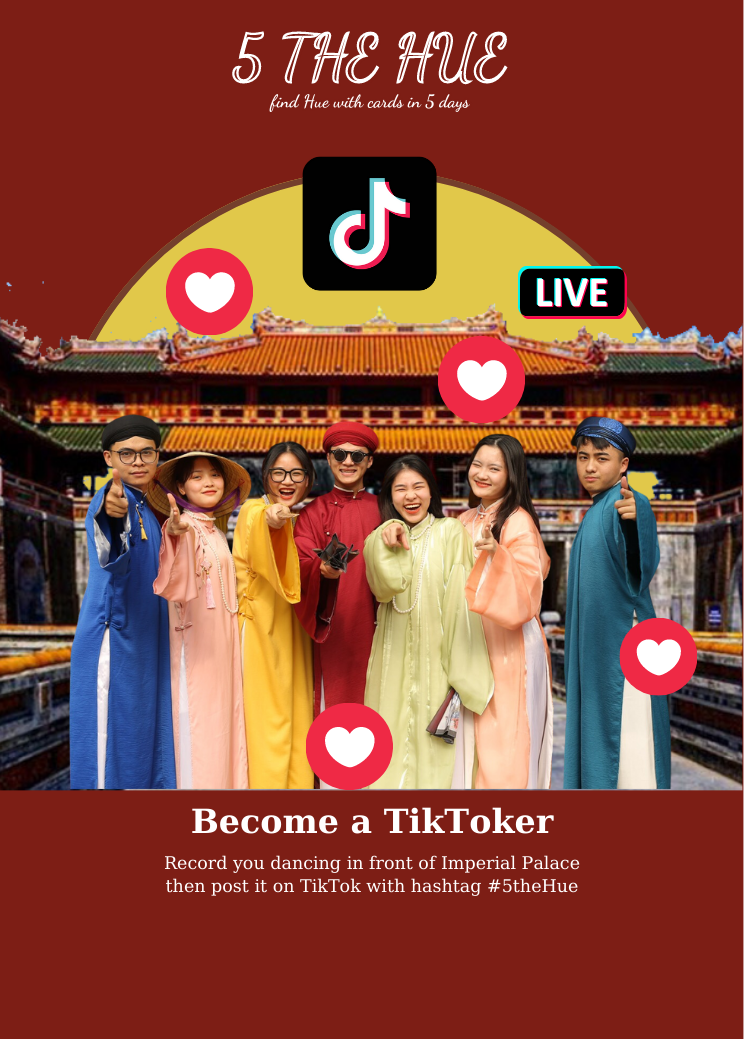 5 THE HUE
find Hue with cards in 5 days
LIVE
Become a TikToker
Record you dancing in front of Imperial Palace
then post it on TikTok with hashtag #5theHue